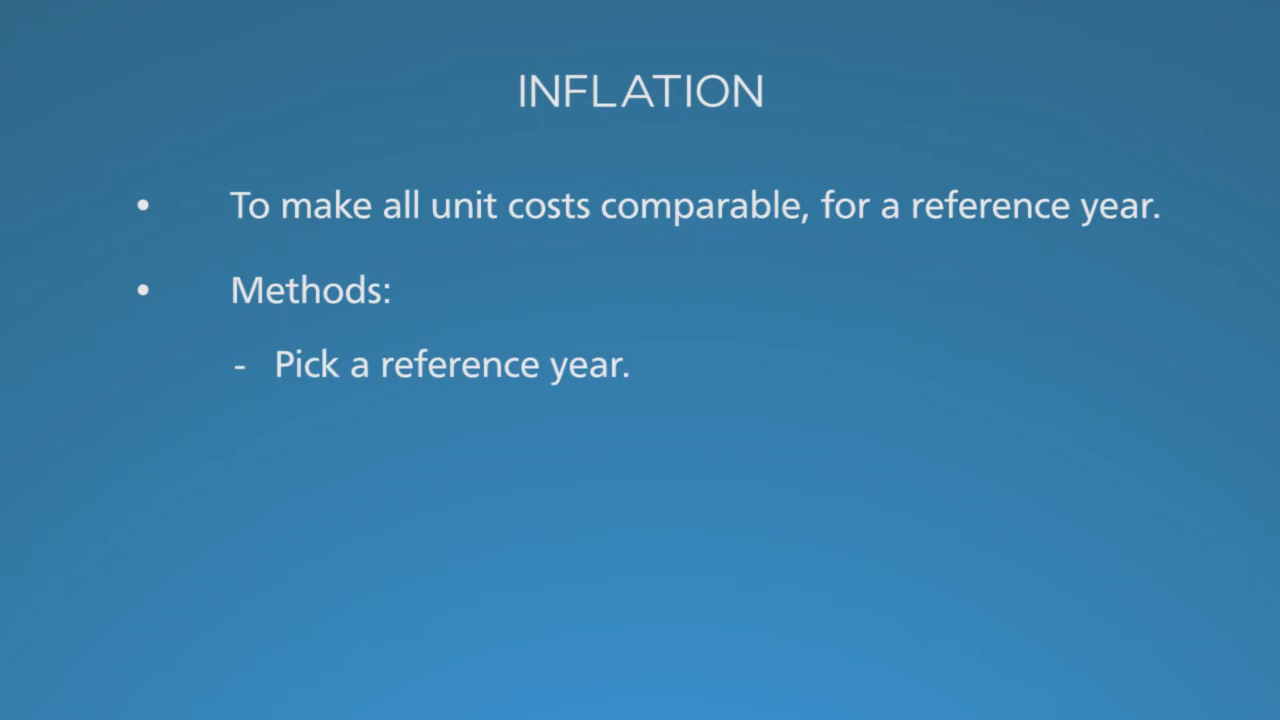 INFLATION
• To make all unit costs comparable, for a reference year.
• Methods:
- Pick a reference year.